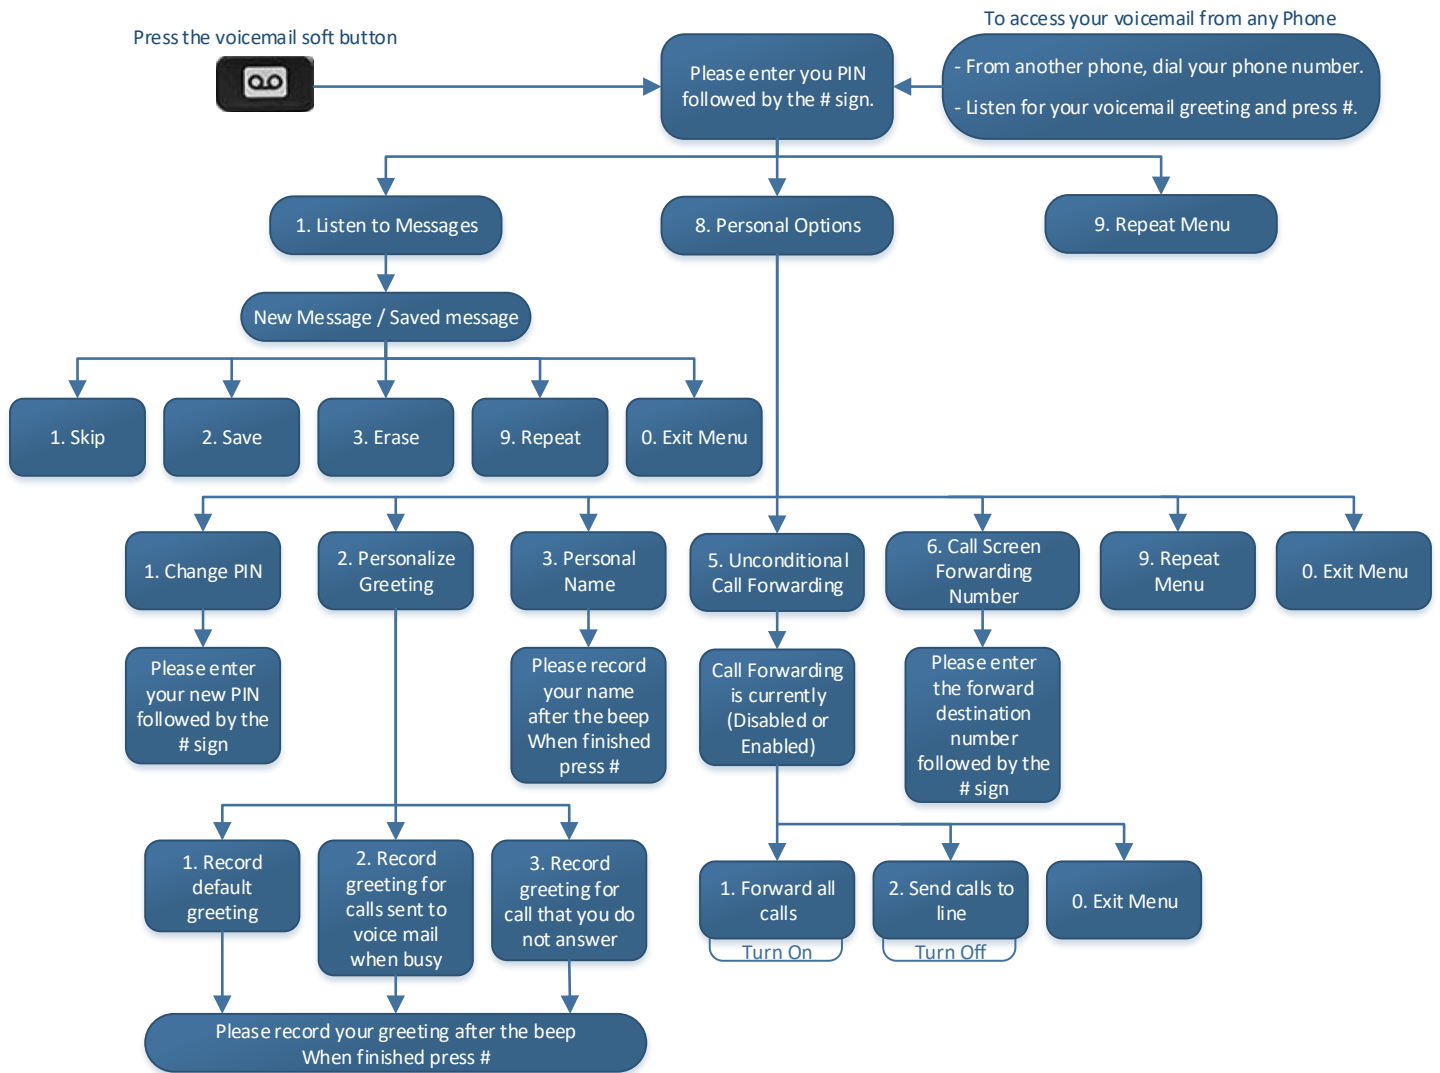 To access your voicemail from any Phone
Press the voicemail soft button
Please enter you PIN
followed by the # sign.
- From another phone, dial your phone number.
- Listen for your voicemail greeting and press #.
1. Listen to Messages
8. Personal Options
9. Repeat Menu
New Message / Saved message
1. Skip
2. Save
3. Erase
9. Repeat
0. Exit Menu
1. Change PIN
2. Personalize
Greeting
3. Personal
Name
5. Unconditional
Call Forwarding
6. Call Screen
Forwarding
Number
9. Repeat
Menu
0. Exit Menu
Please enter
your new PIN
followed by the
# sign
Please record
your name
after the beep
When finished
press #
Call Forwarding
is currently
(Disabled or
Enabled)
Please enter
the forward
destination
number
followed by the
# sign
1. Record
default
greeting
2. Record
greeting for
calls sent to
voice mail
when busy
3. Record
greeting for
call that you do
not answer
1. Forward all
calls
Turn On
2. Send calls to
line
Turn Off
0. Exit Menu
Please record your greeting after the beep
When finished press #